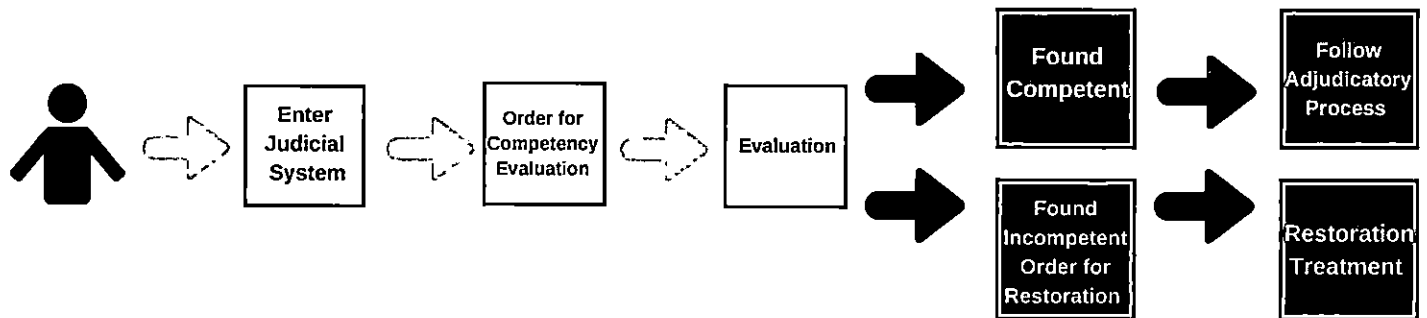 Enter
Judicial
System
Order for
Competency
Evaluation
Evaluation
Found
Competent
Follow
Adjudicatory
Process
Found
Incompetent
Order for
Restoration
Restoration
Treatment